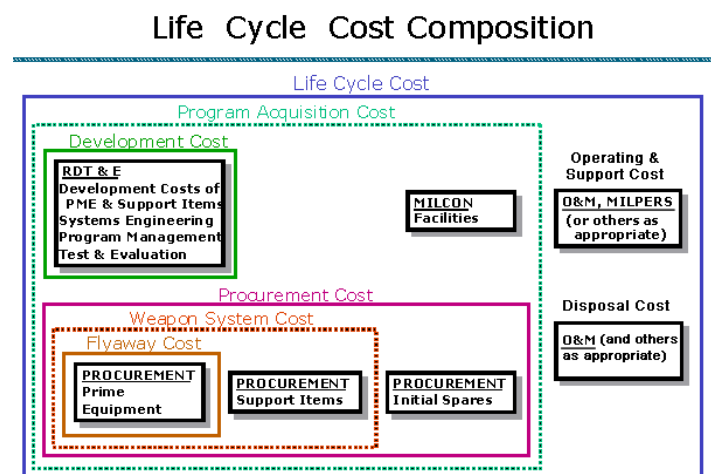 Life Cycle Cost Composition
Life Cycle Cost
Program Acquisition Cost
Development Cost
RDT & E
Development Costs of
PME & Support Items
Systems Engineering
Program Management
Test & Evaluation
MILCON
Facilities
Operating &
Support Cost
O&M, MILPERS
(or others as
appropriate)
Procurement Cost
Weapon System Cost
Flyaway Cost
PROCUREMENT
Prime
Equipment
PROCUREMENT
Support Items
PROCUREMENT
Initial Spares
Disposal Cost
O&M (and others
as appropriate)